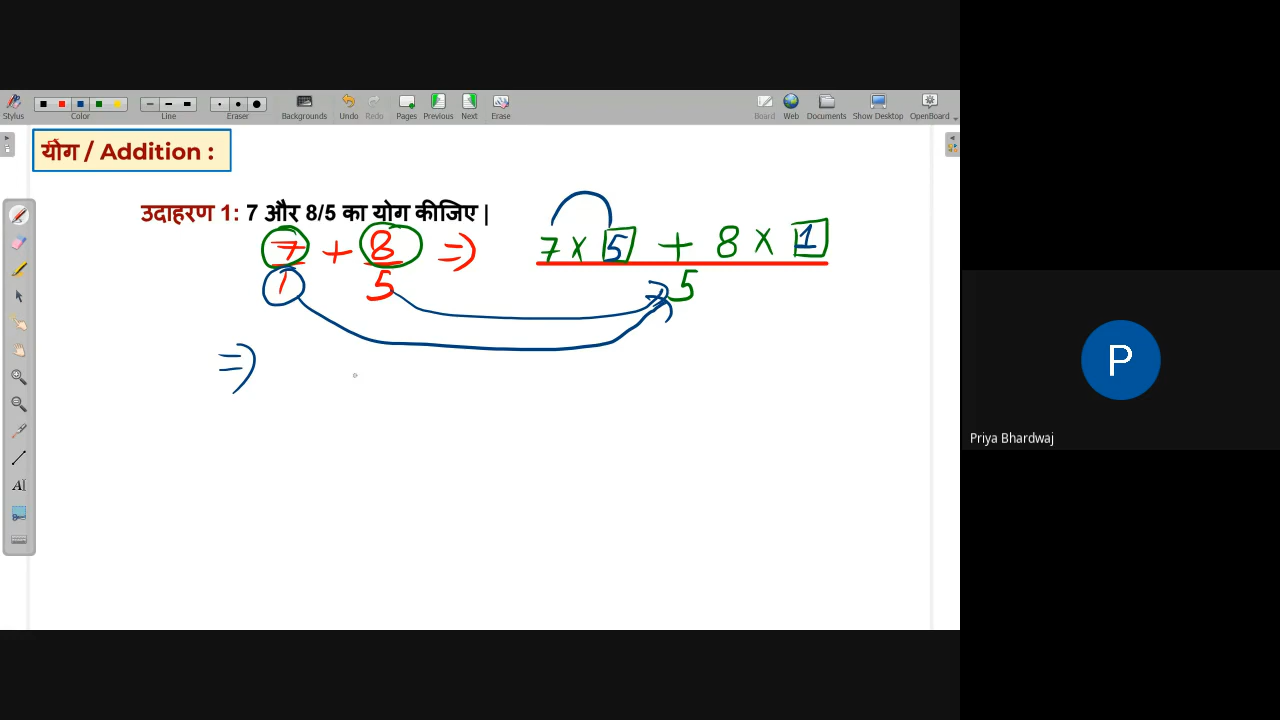 Stylus Color Line Eraser Backgrounds Undo Redo Pages Previous Next Erase Board Web Documents Show Desktop OpenBoard
योग / Addition :
उदाहरण 1: 7 और 8/5 का योग कीजिए |
7/1 + 8/5 ⇒ 7 × 5 + 8 × 1
5
⇒
P
Priya Bhardwaj